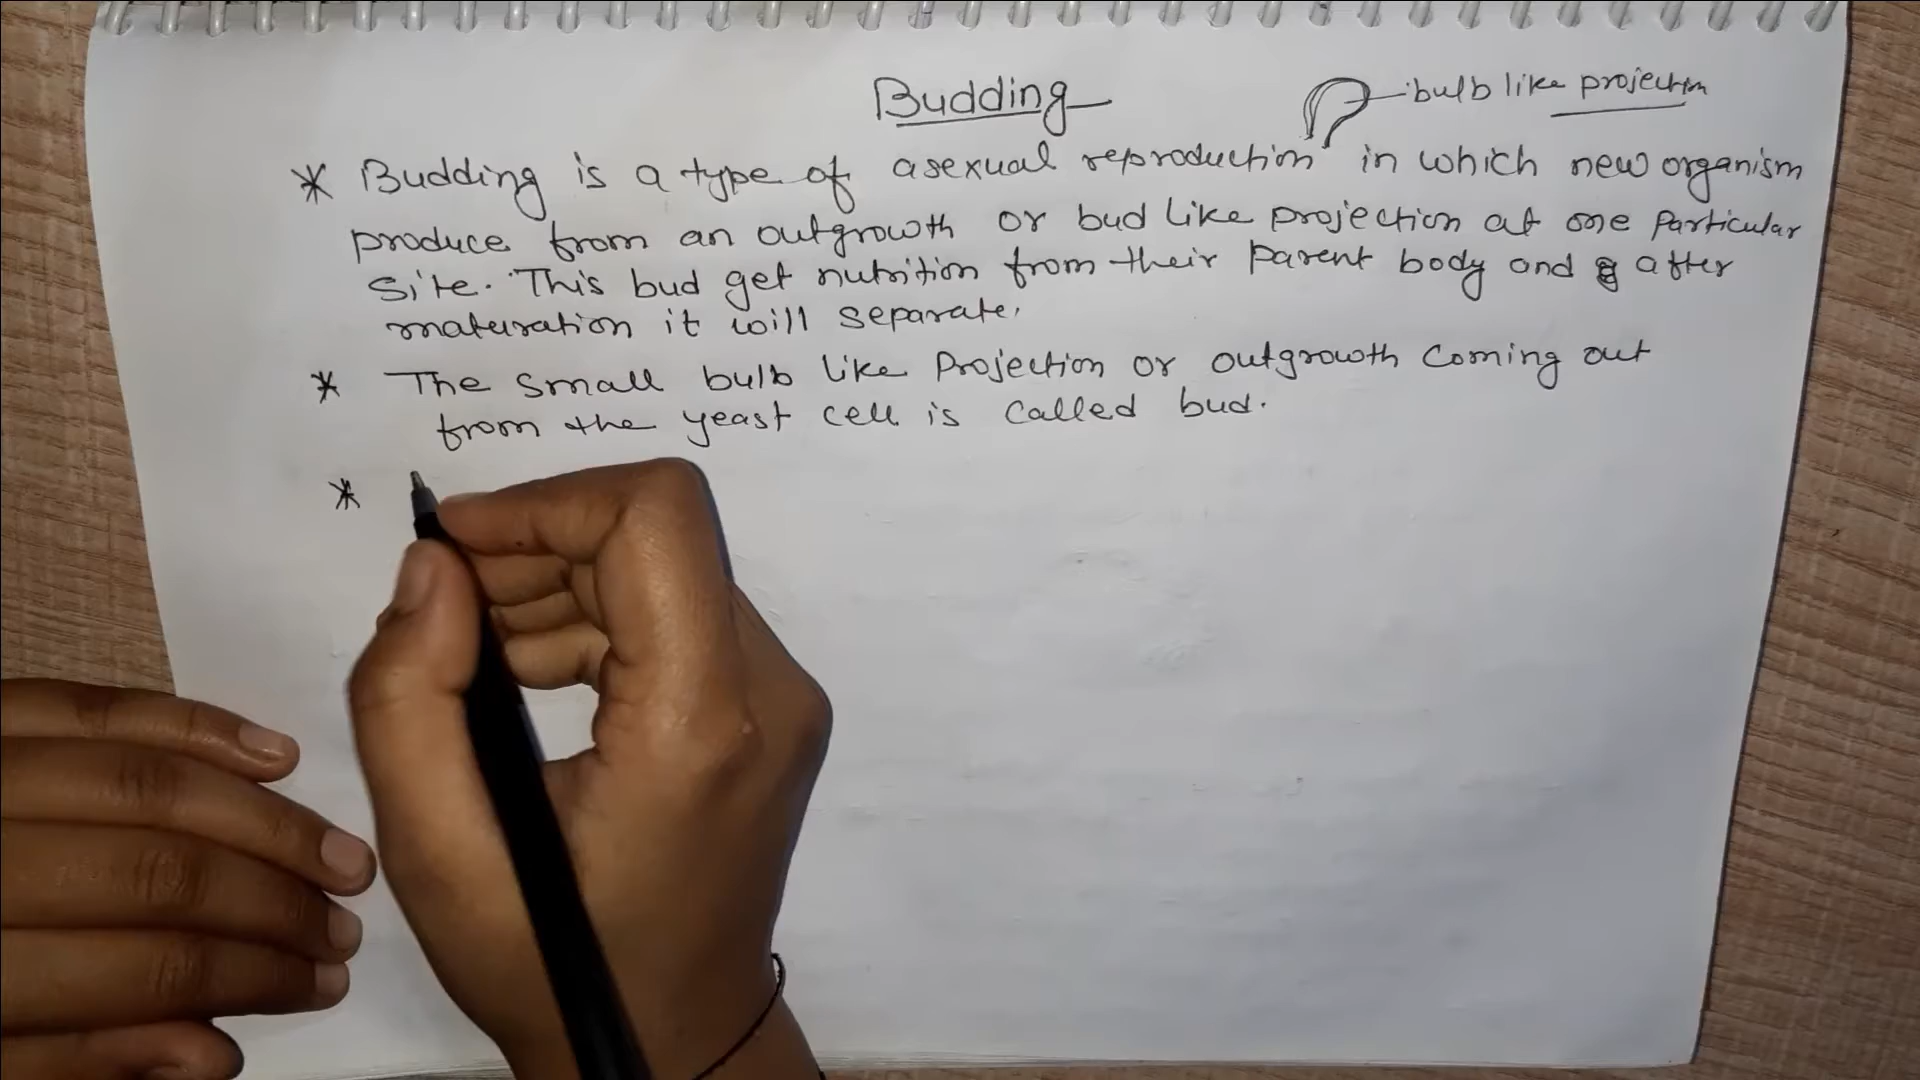 Budding
bulb like projection
* Budding is a type of asexual reproduction in which new organism
produce from an outgrowth or bud like projection at one particular
site. This bud get nutrition from their parent body and after
maturation it will separate.
* The small bulb like Projection or outgrowth coming out
from the yeast cell is called bud.
*